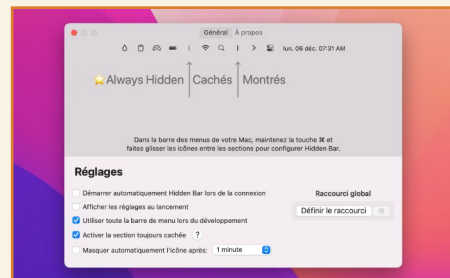 Général À propos
lun. 06 déc. 07:31 AM
Always Hidden Cachés Montrés
Dans la barre des menus de votre Mac, maintenez la touche ⌘ et
faites glisser les icônes entre les sections pour configurer Hidden Bar.
Réglages
Démarrer automatiquement Hidden Bar lors de la connexion
Raccourci global
Afficher les réglages au lancement
Définir le raccourci
Utiliser toute la barre de menu lors du développement
Activer la section toujours cachée ?
Masquer automatiquement l'icône après: 1 minute